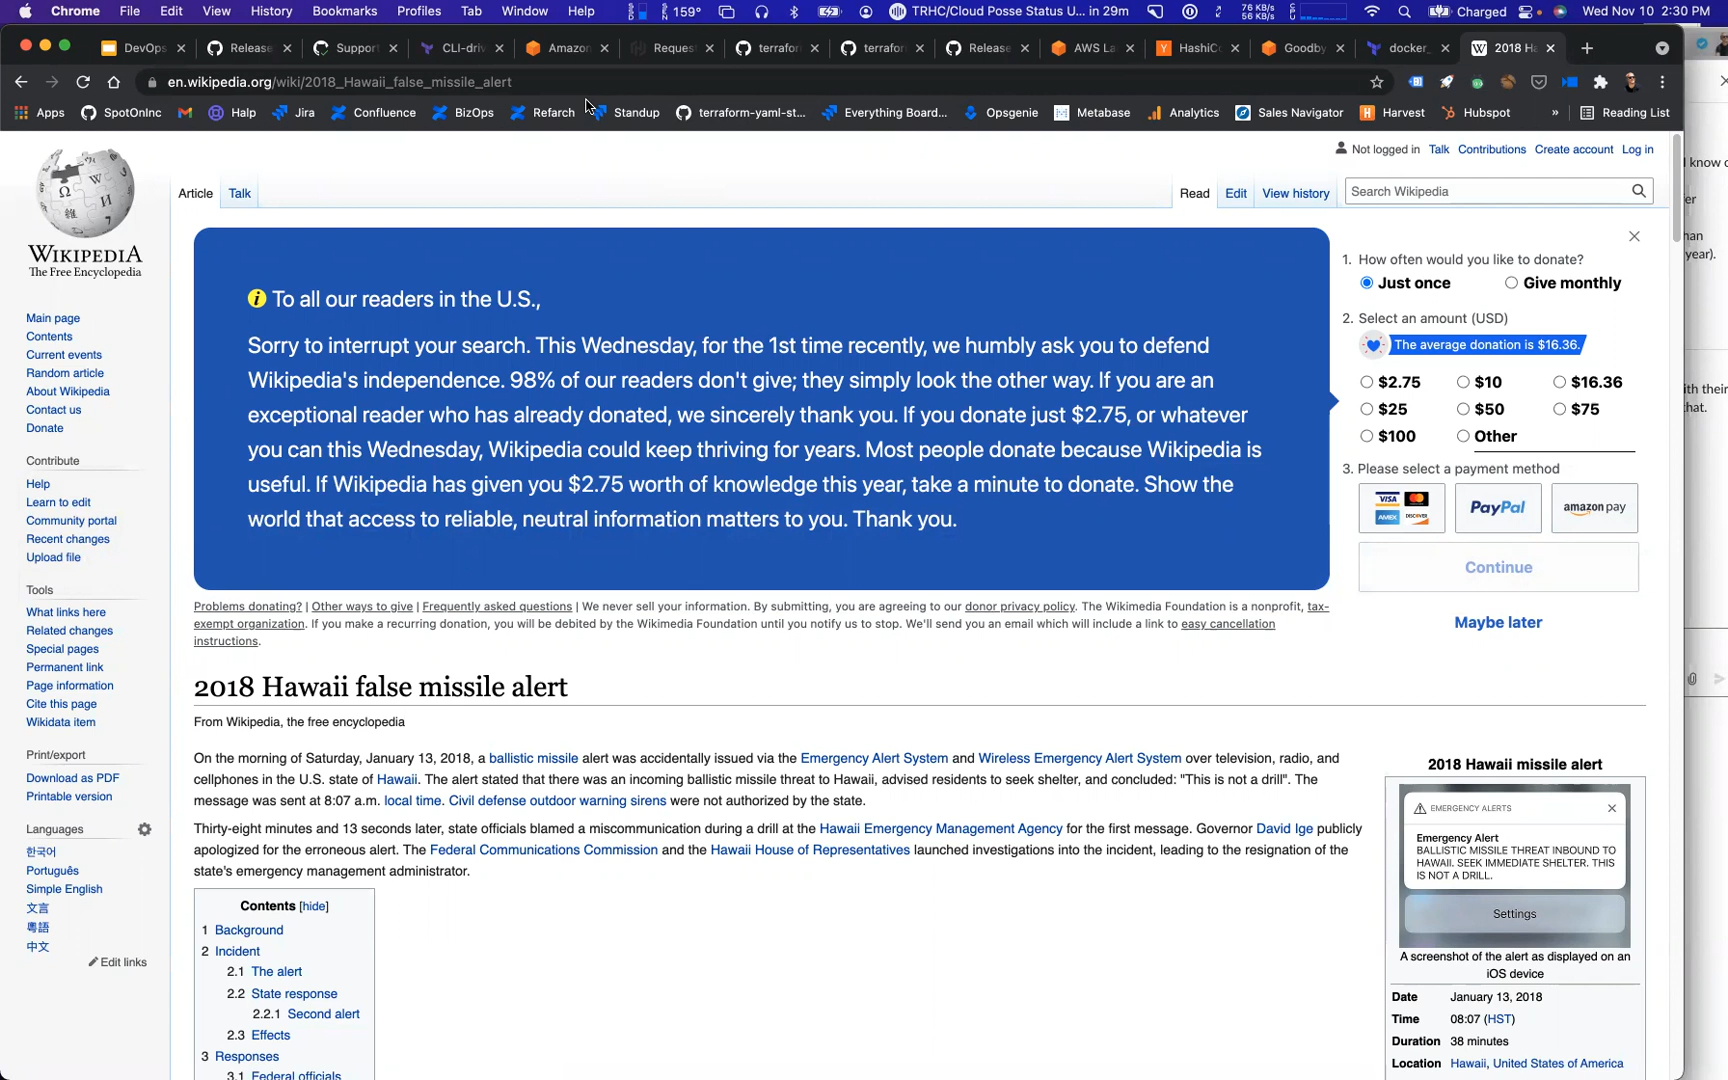 Chrome File Edit View History Bookmarks Profiles Tab Window Help 159° TRHC/Cloud Posse Status U... in 29m 76 KB/s 56 KB/s Charged Wed Nov 10 2:30 PM
DevOps Release Support CLI-driv Amazon Request terrafor terrafor Release AWS La HashiCo Goodby docker_ 2018 Ha
en.wikipedia.org/wiki/2018_Hawaii_false_missile_alert
Apps SpotOnInc Halp Jira Confluence BizOps Refarch Standup terraform-yaml-st... Everything Board... Opsgenie Metabase Analytics Sales Navigator Harvest Hubspot » Reading List
Not logged in Talk Contributions Create account Log in
Article Talk Read Edit View history Search Wikipedia
WIKIPEDIA
The Free Encyclopedia
Main page
Contents
Current events
Random article
About Wikipedia
Contact us
Donate
Contribute
Help
Learn to edit
Community portal
Recent changes
Upload file
Tools
What links here
Related changes
Special pages
Permanent link
Page information
Cite this page
Wikidata item
Print/export
Download as PDF
Printable version
Languages
한국어
Português
Simple English
文言
粵語
中文
Edit links
To all our readers in the U.S.,
Sorry to interrupt your search. This Wednesday, for the 1st time recently, we humbly ask you to defend
Wikipedia's independence. 98% of our readers don't give; they simply look the other way. If you are an
exceptional reader who has already donated, we sincerely thank you. If you donate just $2.75, or whatever
you can this Wednesday, Wikipedia could keep thriving for years. Most people donate because Wikipedia is
useful. If Wikipedia has given you $2.75 worth of knowledge this year, take a minute to donate. Show the
world that access to reliable, neutral information matters to you. Thank you.
1. How often would you like to donate?
Just once Give monthly
2. Select an amount (USD)
The average donation is $16.36.
$2.75 $10 $16.36
$25 $50 $75
$100 Other
3. Please select a payment method
VISA AMEX DISCOVER PayPal amazon pay
Continue
Maybe later
Problems donating? | Other ways to give | Frequently asked questions | We never sell your information. By submitting, you are agreeing to our donor privacy policy. The Wikimedia Foundation is a nonprofit, tax-
exempt organization. If you make a recurring donation, you will be debited by the Wikimedia Foundation until you notify us to stop. We'll send you an email which will include a link to easy cancellation
instructions.
2018 Hawaii false missile alert
From Wikipedia, the free encyclopedia
On the morning of Saturday, January 13, 2018, a ballistic missile alert was accidentally issued via the Emergency Alert System and Wireless Emergency Alert System over television, radio, and
cellphones in the U.S. state of Hawaii. The alert stated that there was an incoming ballistic missile threat to Hawaii, advised residents to seek shelter, and concluded: "This is not a drill". The
message was sent at 8:07 a.m. local time. Civil defense outdoor warning sirens were not authorized by the state.
Thirty-eight minutes and 13 seconds later, state officials blamed a miscommunication during a drill at the Hawaii Emergency Management Agency for the first message. Governor David Ige publicly
apologized for the erroneous alert. The Federal Communications Commission and the Hawaii House of Representatives launched investigations into the incident, leading to the resignation of the
state's emergency management administrator.
Contents [hide]
1 Background
2 Incident
2.1 The alert
2.2 State response
2.2.1 Second alert
2.3 Effects
3 Responses
3.1 Federal officials
2018 Hawaii missile alert
EMERGENCY ALERTS
Emergency Alert
BALLISTIC MISSILE THREAT INBOUND TO
HAWAII. SEEK IMMEDIATE SHELTER. THIS
IS NOT A DRILL.
Settings
A screenshot of the alert as displayed on an
iOS device
Date January 13, 2018
Time 08:07 (HST)
Duration 38 minutes
Location Hawaii, United States of America
know
year).
ith their
that.